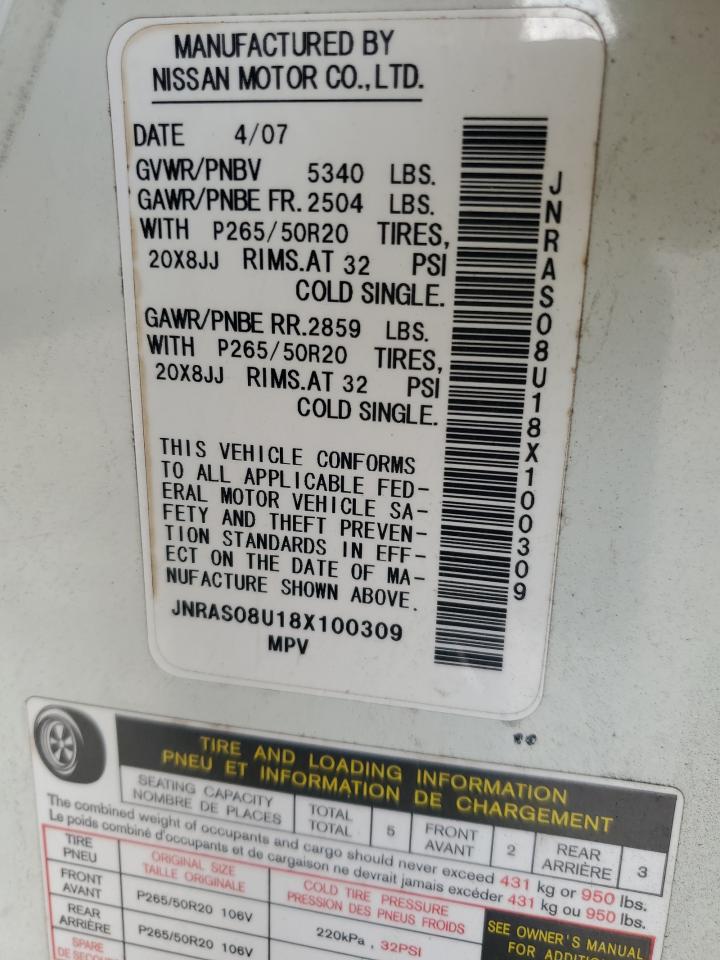 MANUFACTURED BY
NISSAN MOTOR CO.,LTD.
DATE 4/07
GVWR/PNBV 5340 LBS.
GAWR/PNBE FR. 2504 LBS.
WITH P265/50R20 TIRES,
20X8JJ RIMS.AT 32 PSI
COLD SINGLE.
GAWR/PNBE RR. 2859 LBS.
WITH P265/50R20 TIRES,
20X8JJ RIMS.AT 32 PSI
COLD SINGLE.
THIS VEHICLE CONFORMS
TO ALL APPLICABLE FED-
ERAL MOTOR VEHICLE SA-
FETY AND THEFT PREVEN-
TION STANDARDS IN EFF-
ECT ON THE DATE OF MA-
NUFACTURE SHOWN ABOVE.
JNRAS08U18X100309
MPV
JNRAS08U18X100309
TIRE AND LOADING INFORMATION
PNEU ET INFORMATION DE CHARGEMENT
SEATING CAPACITY
NOMBRE DE PLACES
TOTAL
TOTAL
5
FRONT
AVANT
2
REAR
ARRIÈRE
3
The combined weight of occupants and cargo should never exceed 431 kg or 950 lbs.
Le poids combiné d'occupants et de cargaison ne devrait jamais excéder 431 kg ou 950 lbs.
TIRE
PNEU
ORIGINAL SIZE
TAILLE ORIGINALE
COLD TIRE PRESSURE
PRESSION DES PNEUS FROIDS
SEE OWNER'S MANUAL
FOR
FRONT
AVANT
P265/50R20 106V
REAR
ARRIÈRE
P265/50R20 106V
220kPa , 32PSI
SPARE
DE SECOURS